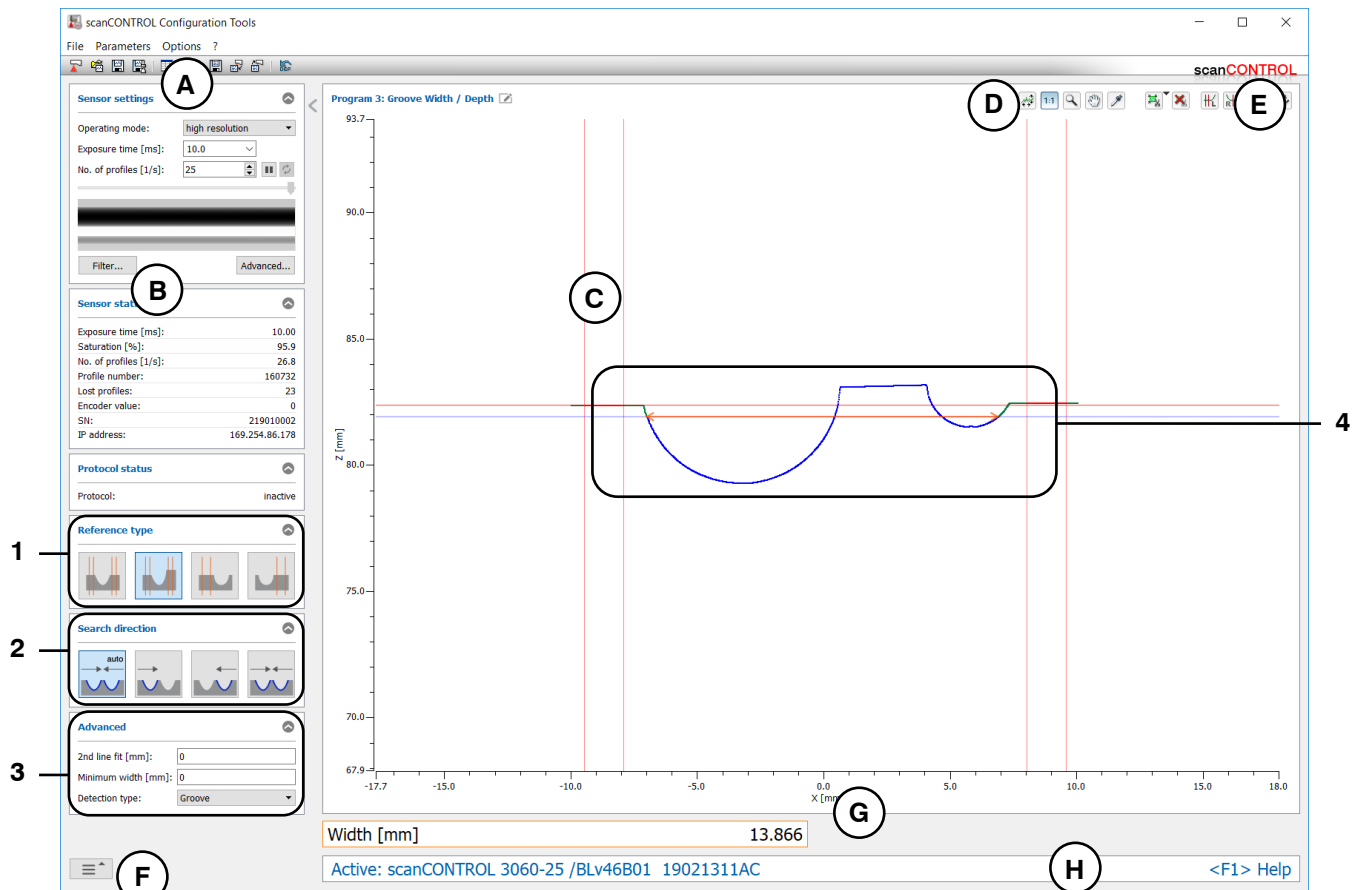 scanCONTROL Configuration Tools
File Parameters Options ?
A
scanCONTROL
Sensor settings
Operating mode: high resolution
Exposure time [ms]: 10.0
No. of profiles [1/s]: 25
Filter... Advanced...
B
Sensor
Exposure time [ms]: 10.00
Saturation [%]: 95.9
No. of profiles [1/s]: 26.8
Profile number: 160732
Lost profiles: 23
Encoder value: 0
SN: 219010002
IP address: 169.254.86.178
Protocol status
Protocol: inactive
1
Reference type
2
Search direction
auto
3
Advanced
2nd line fit [mm]: 0
Minimum width [mm]: 0
Detection type: Groove
F
Program 3: Groove Width / Depth
D
1:1
E
C
4
93.7
90.0
85.0
80.0
75.0
70.0
67.9
Z [mm]
-17.7 -15.0 -10.0 -5.0 0.0 5.0 10.0 15.0 18.0
X
G
Width [mm] 13.866
Active: scanCONTROL 3060-25 /BLv46B01 19021311AC
H
<F1> Help